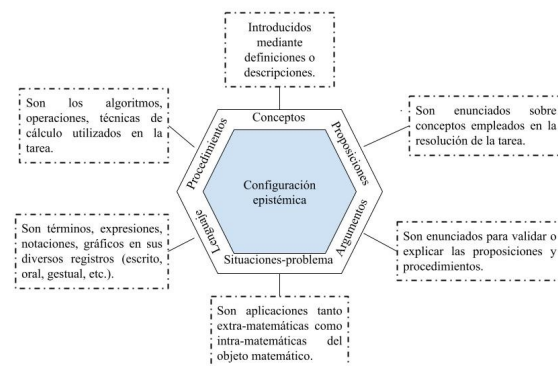 Introducidos
mediante
definiciones o
descripciones.
Son los algoritmos,
operaciones, técnicas de
cálculo utilizados en la
tarea.
Procedimientos
Conceptos
Proposiciones
Son enunciados sobre
conceptos empleados en la
resolución de la tarea.
Configuración
epistémica
Son términos, expresiones,
notaciones, gráficos en sus
diversos registros (escrito,
oral, gestual, etc.).
Lenguaje
Situaciones-problema
Argumentos
Son enunciados para validar o
explicar las proposiciones y
procedimientos.
Son aplicaciones tanto
extra-matemáticas como
intra-matemáticas del
objeto matemático.